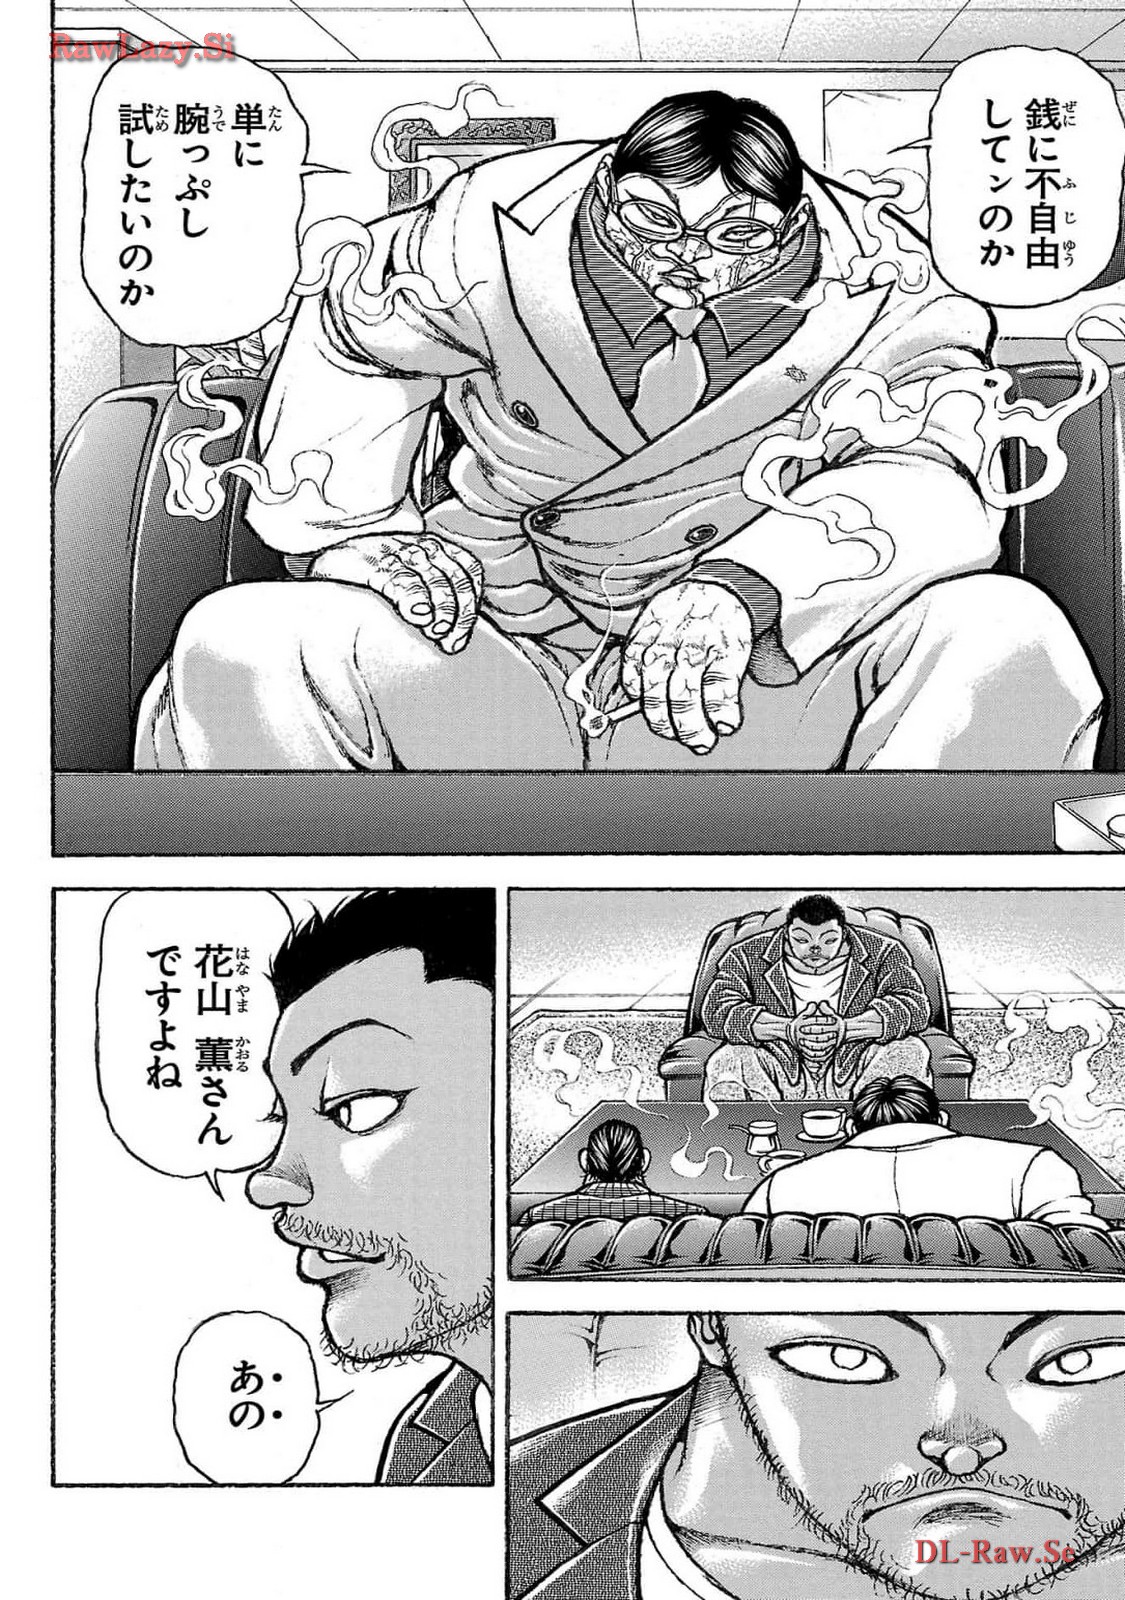 RawLazy.Si
銭に不自由
してンのか
単に
腕っぷし
試したいのか
花山 薫さん
ですよね
あの
DL-Raw.Se